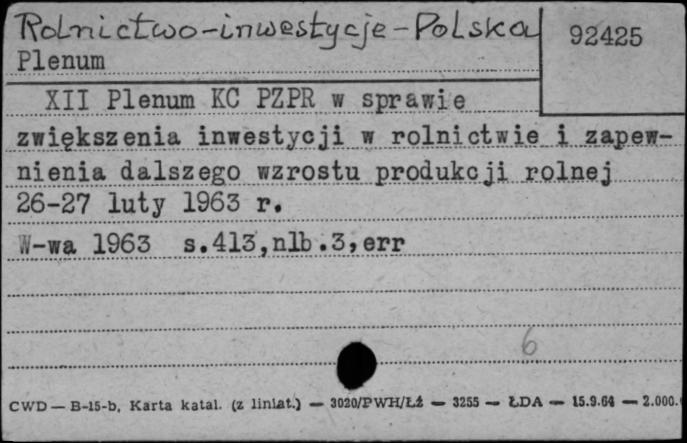 Rolnictwo-inwestycje-Polska
92425
Plenum
XII Plenum KC PZPR w sprawie
zwiększenia inwestycji w rolnictwie i zapew-
nienia dalszego wzrostu produkcji rolnej
26-27 luty 1963 r.
W-wa 1963 s.413,nlb.3,err
6
CWD — B-15-b, Karta katal. (z liniat.) — 3020/PWH/Łż — 3255 — ŁDA — 15.9.64 — 2.000.